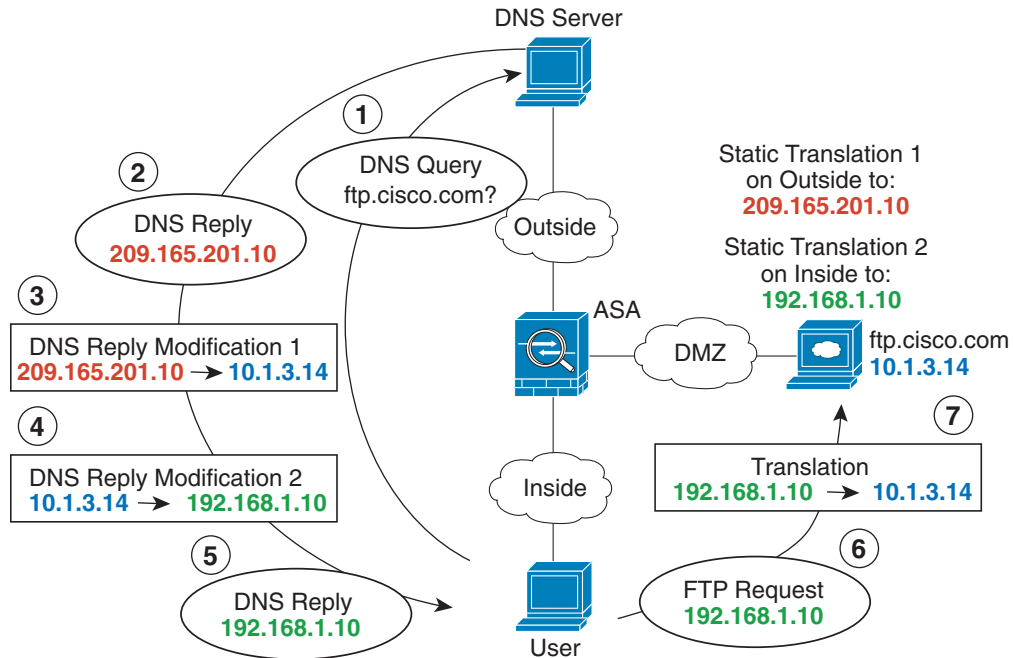 DNS Server
1
DNS Query
ftp.cisco.com?
2
DNS Reply
209.165.201.10
Outside
Static Translation 1
on Outside to:
209.165.201.10
Static Translation 2
on Inside to:
192.168.1.10
3
DNS Reply Modification 1
209.165.201.10 → 10.1.3.14
ASA
DMZ
ftp.cisco.com
10.1.3.14
4
DNS Reply Modification 2
10.1.3.14 → 192.168.1.10
Inside
7
Translation
192.168.1.10 → 10.1.3.14
5
DNS Reply
192.168.1.10
6
FTP Request
192.168.1.10
User